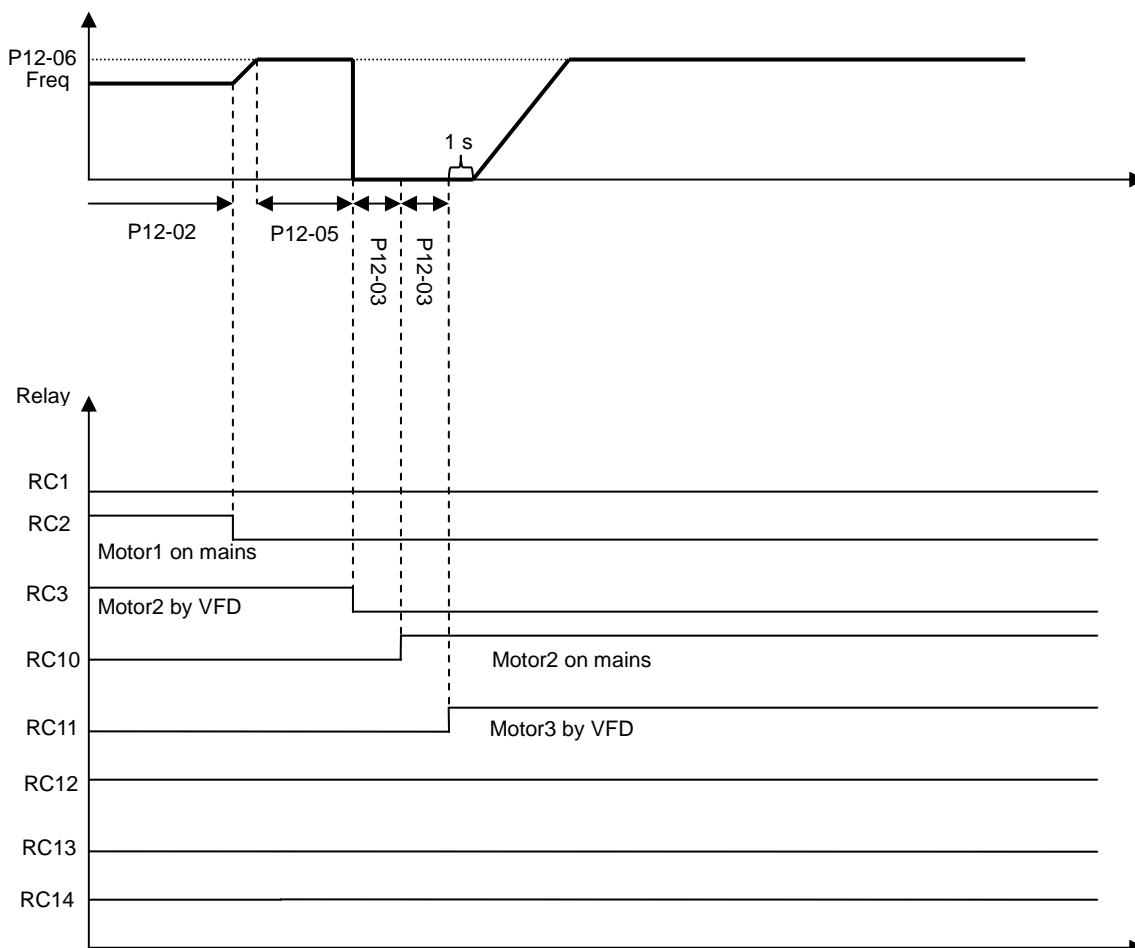 P12-06
Freq
1 s
P12-02
P12-05
P12-03
P12-03
Relay
RC1
RC2
Motor1 on mains
RC3
Motor2 by VFD
RC10
Motor2 on mains
RC11
Motor3 by VFD
RC12
RC13
RC14